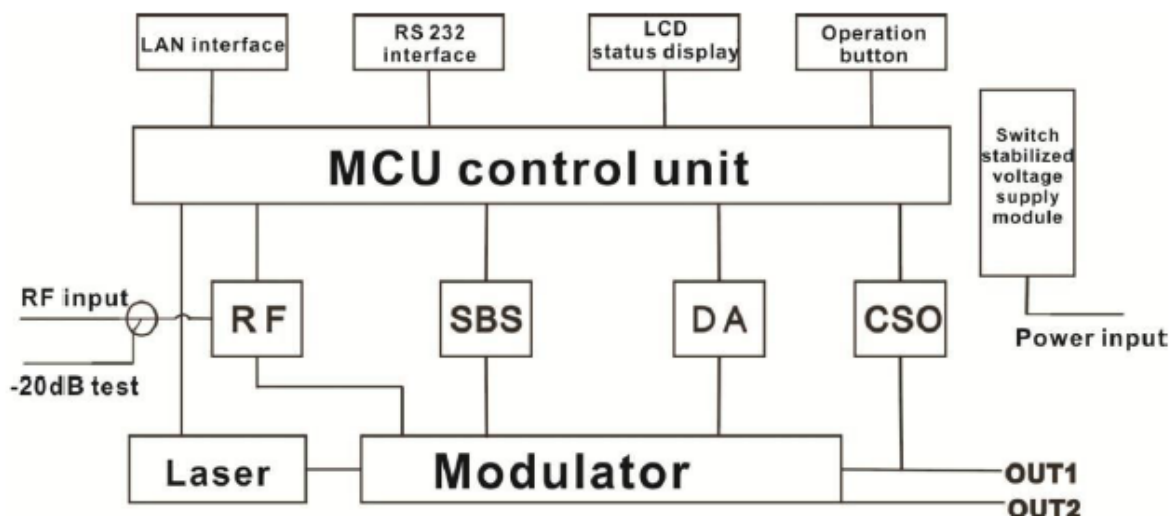 LAN interface
RS 232
interface
LCD
status display
Operation
button
MCU control unit
Switch
stabilized
voltage
supply
module
RF input
-20dB test
RF
SBS
DA
CSO
Power input
Laser
Modulator
OUT1
OUT2